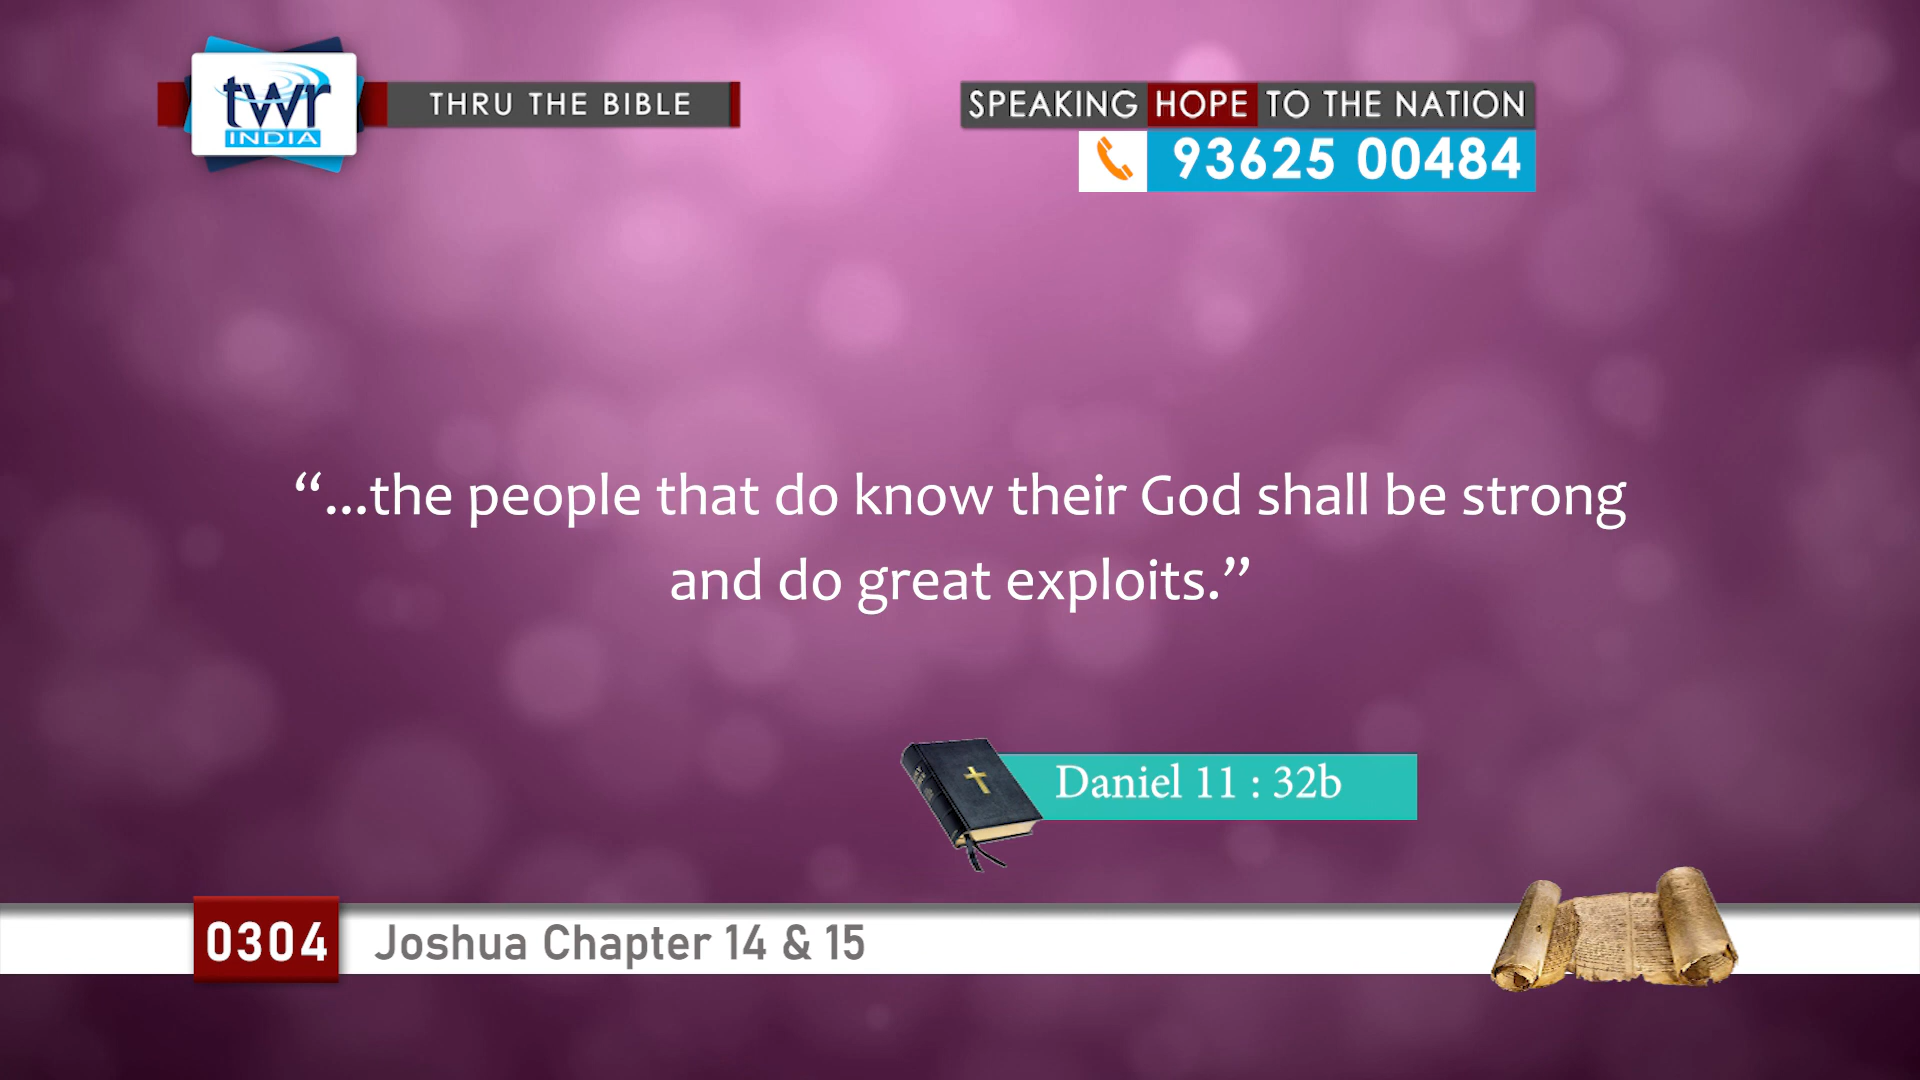 twr
INDIA
THRU THE BIBLE
SPEAKING HOPE TO THE NATION
93625 00484
“...the people that do know their God shall be strong
and do great exploits.”
Daniel 11 : 32b
0304 Joshua Chapter 14 & 15